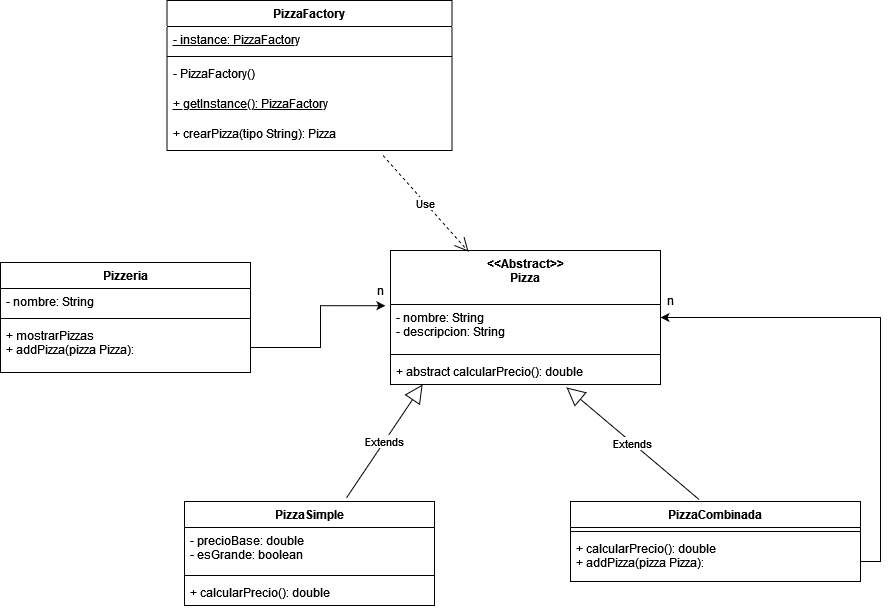 PizzaFactory
- instance: PizzaFactory
- PizzaFactory()
+ getInstance(): PizzaFactory
+ crearPizza(tipo String): Pizza
Use
Pizzeria
- nombre: String
+ mostrarPizzas
+ addPizza(pizza Pizza):
n
<<Abstract>>
Pizza
- nombre: String
- descripcion: String
+ abstract calcularPrecio(): double
n
Extends
Extends
PizzaSimple
- precioBase: double
- esGrande: boolean
+ calcularPrecio(): double
PizzaCombinada
+ calcularPrecio(): double
+ addPizza(pizza Pizza):